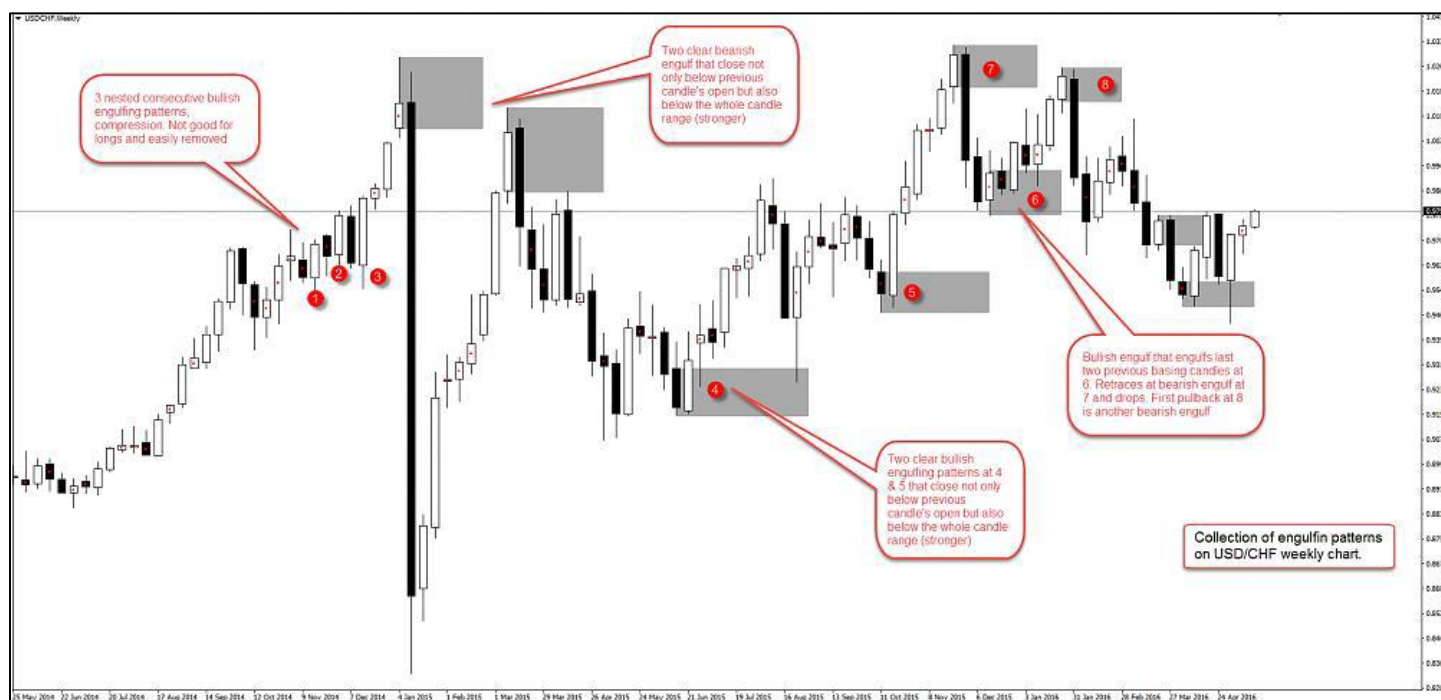 USDCHF,Weekly
3 nested consecutive bullish
engulfing patterns,
compression. Not good for
longs and easily removed
Two clear bearish
engulf that close not
only below previous
candle's open but also
below the whole candle
range (stronger)
7
8
6
1
2
3
5
4
Bullish engulf that engulfs last
two previous basing candles at
6. Retraces at bearish engulf at
7 and drops. First pullback at 8
is another bearish engulf
Two clear bullish
engulfing patterns at 4
& 5 that close not only
below previous
candle's open but also
below the whole candle
range (stronger)
Collection of engulfin patterns
on USD/CHF weekly chart.
25 May 2014 22 Jun 2014 20 Jul 2014 17 Aug 2014 14 Sep 2014 12 Oct 2014 9 Nov 2014 7 Dec 2014 4 Jan 2015 1 Feb 2015 1 Mar 2015 29 Mar 2015 26 Apr 2015 24 May 2015 21 Jun 2015 19 Jul 2015 16 Aug 2015 13 Sep 2015 11 Oct 2015 8 Nov 2015 6 Dec 2015 3 Jan 2016 31 Jan 2016 28 Feb 2016 27 Mar 2016 24 Apr 2016